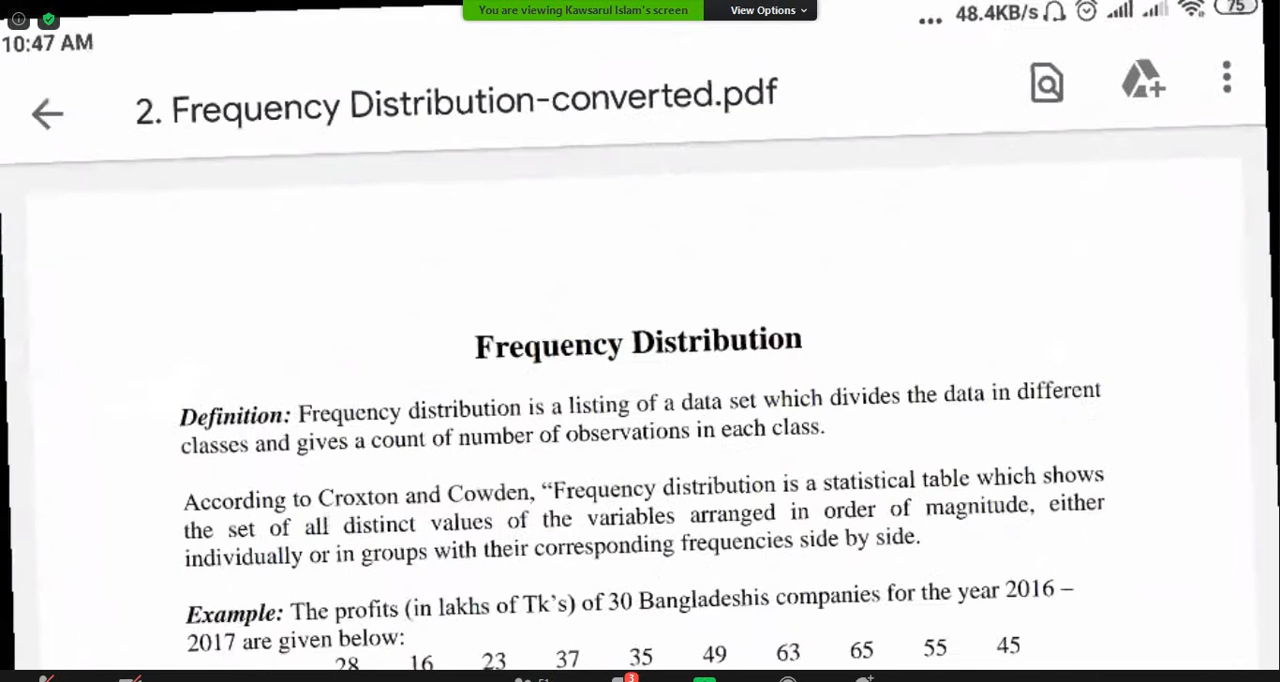 You are viewing Kawsarul Islam's screen View Options
48.4KB/s 75
10:47 AM
2. Frequency Distribution-converted.pdf
Frequency Distribution
Definition: Frequency distribution is a listing of a data set which divides the data in different
classes and gives a count of number of observations in each class.
According to Croxton and Cowden, “Frequency distribution is a statistical table which shows
the set of all distinct values of the variables arranged in order of magnitude, either
individually or in groups with their corresponding frequencies side by side.
Example: The profits (in lakhs of Tk’s) of 30 Bangladeshis companies for the year 2016 –
2017 are given below:
28 16 23 37 35 49 63 65 55 45
3